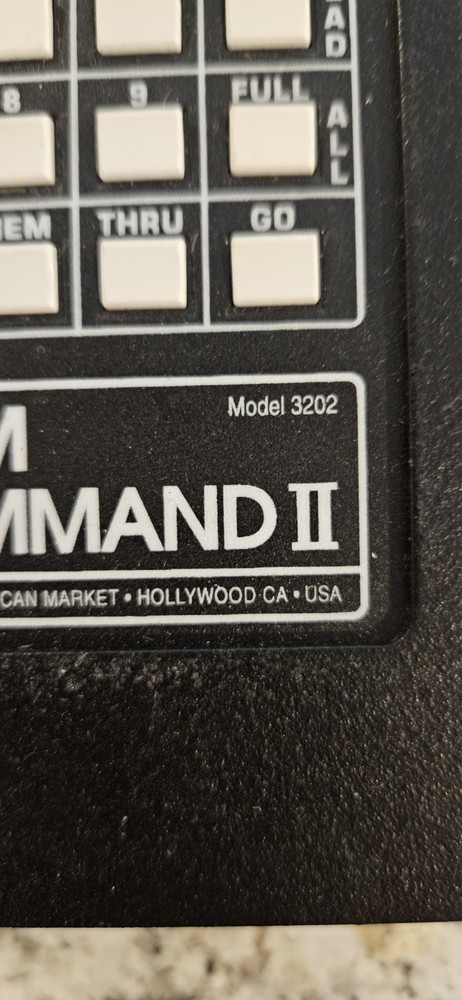 AD
8 9 FULL
ALL
EM THRU GO
Model 3202
M
MMAND II
CAN MARKET • HOLLYWOOD CA • USA